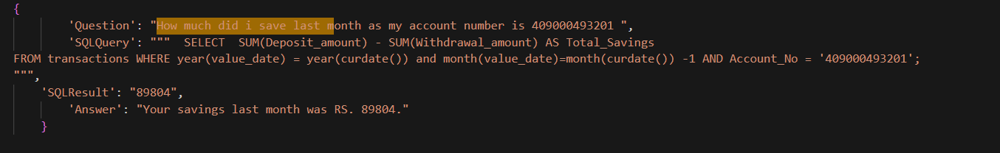 {
'Question': "How much did i save last month as my account number is 409000493201 ",
'SQLQuery': """  SELECT  SUM(Deposit_amount) - SUM(Withdrawal_amount) AS Total_Savings
FROM transactions WHERE year(value_date) = year(curdate()) and month(value_date)=month(curdate()) -1 AND Account_No = '409000493201';
""",
'SQLResult': "89804",
'Answer': "Your savings last month was RS. 89804."
}